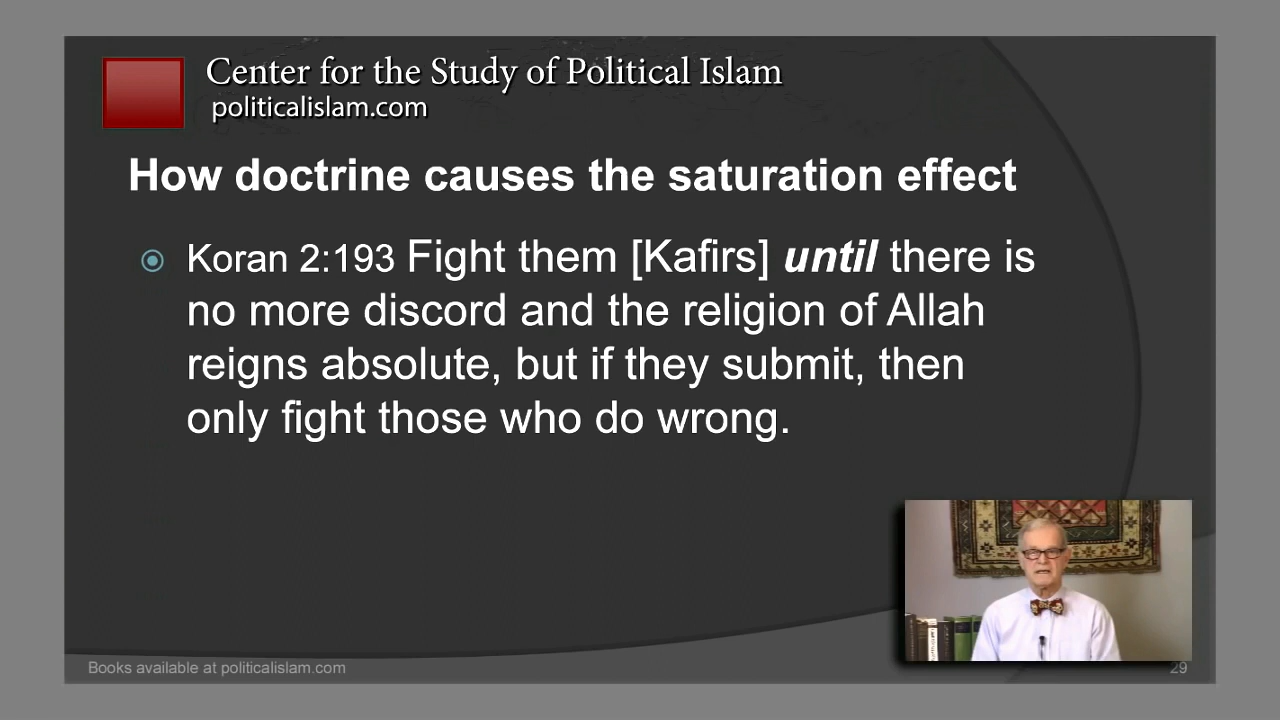 Center for the Study of Political Islam
politicalislam.com
How doctrine causes the saturation effect
Koran 2:193 Fight them [Kafirs] until there is
no more discord and the religion of Allah
reigns absolute, but if they submit, then
only fight those who do wrong.
Books available at politicalislam.com
29